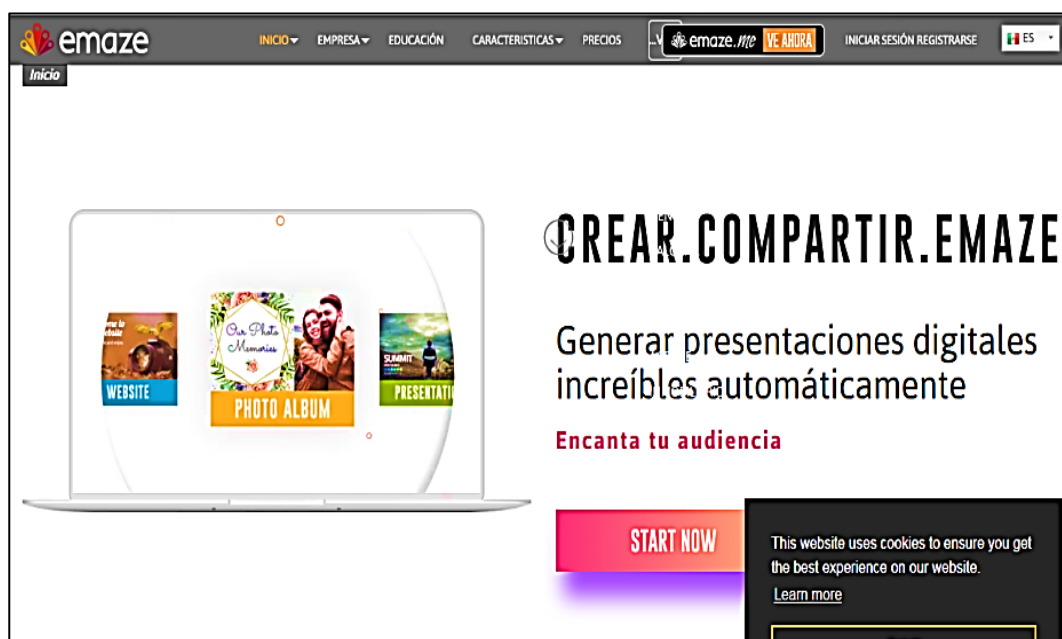 emaze
INICIO EMPRESA EDUCACIÓN CARACTERISTICAS PRECIOS emaze.me VE AHORA INICIAR SESIÓN REGISTRARSE ES
Inicio
CREAR.COMPARTIR.EMAZE
Generar presentaciones digitales
increíbles automáticamente
Encanta tu audiencia
START NOW
Our Photo
Memories
PHOTO ALBUM
WEBSITE
SUMMIT
PRESENTATI
This website uses cookies to ensure you get
the best experience on our website.
Learn more